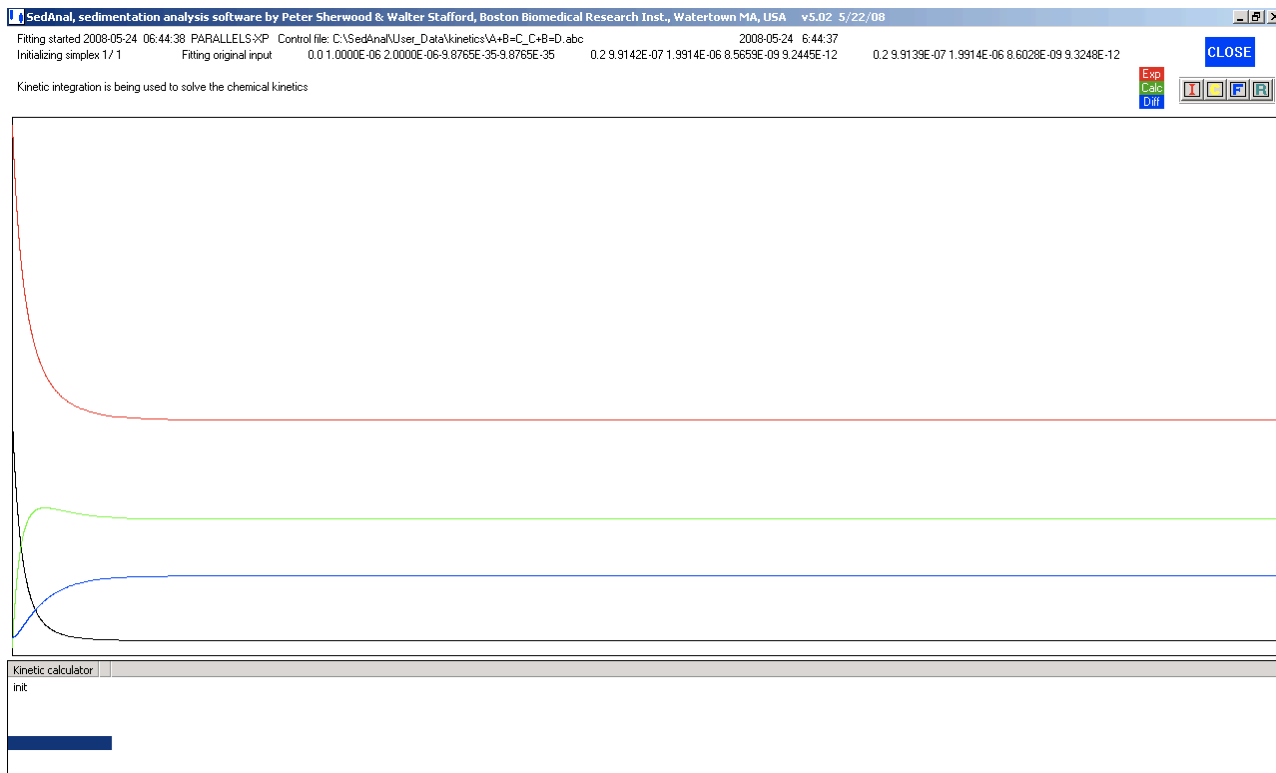 SedAnal, sedimentation analysis software by Peter Sherwood & Walter Stafford, Boston Biomedical Research Inst., Watertown MA, USA v5.02 5/22/08
Fitting started 2008-05-24 06:44:38 PARALLELS-XP Control file: C:\SedAnal\User_Data\kinetics\A+B=C_C+B=D.abc 2008-05-24 6:44:37
Initializing simplex 1/ 1 Fitting original input 0.0 1.0000E-06 2.0000E-06-9.8765E-35-9.8765E-35 0.2 9.9142E-07 1.9914E-06 8.5659E-09 9.2445E-12 0.2 9.9139E-07 1.9914E-06 8.6028E-09 9.3248E-12
CLOSE
Kinetic integration is being used to solve the chemical kinetics
Exp
Calc
Diff
I C F R
Kinetic calculator
init